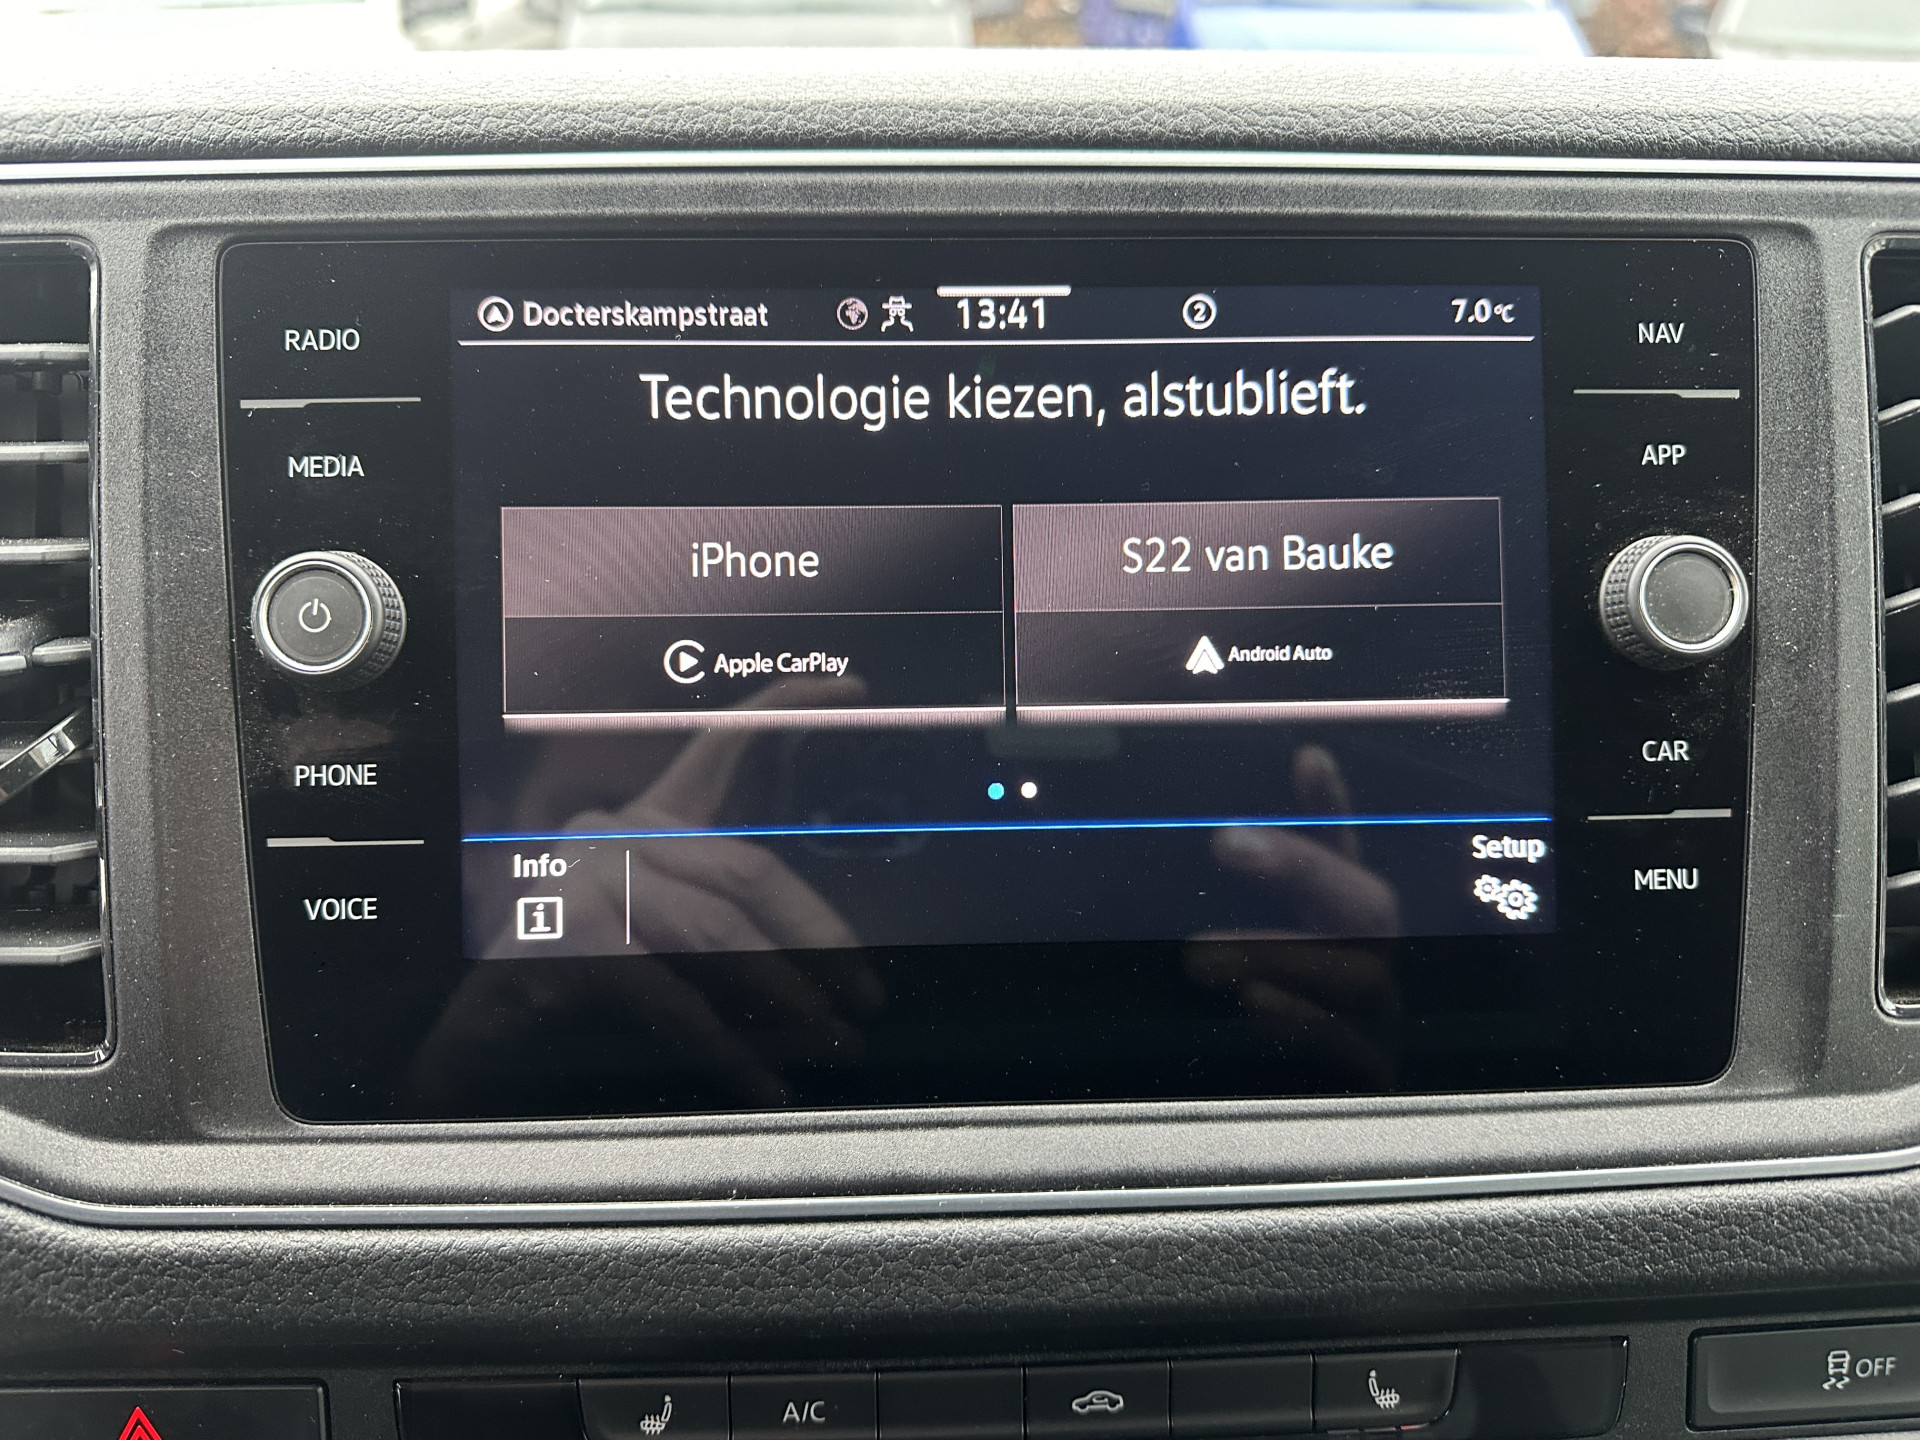 RADIO
MEDIA
PHONE
VOICE
Docterskampstraat
13:41
2
7.0°C
Technologie kiezen, alstublieft.
iPhone
Apple CarPlay
S22 van Bauke
Android Auto
Info
i
Setup
NAV
APP
CAR
MENU
A/C
OFF